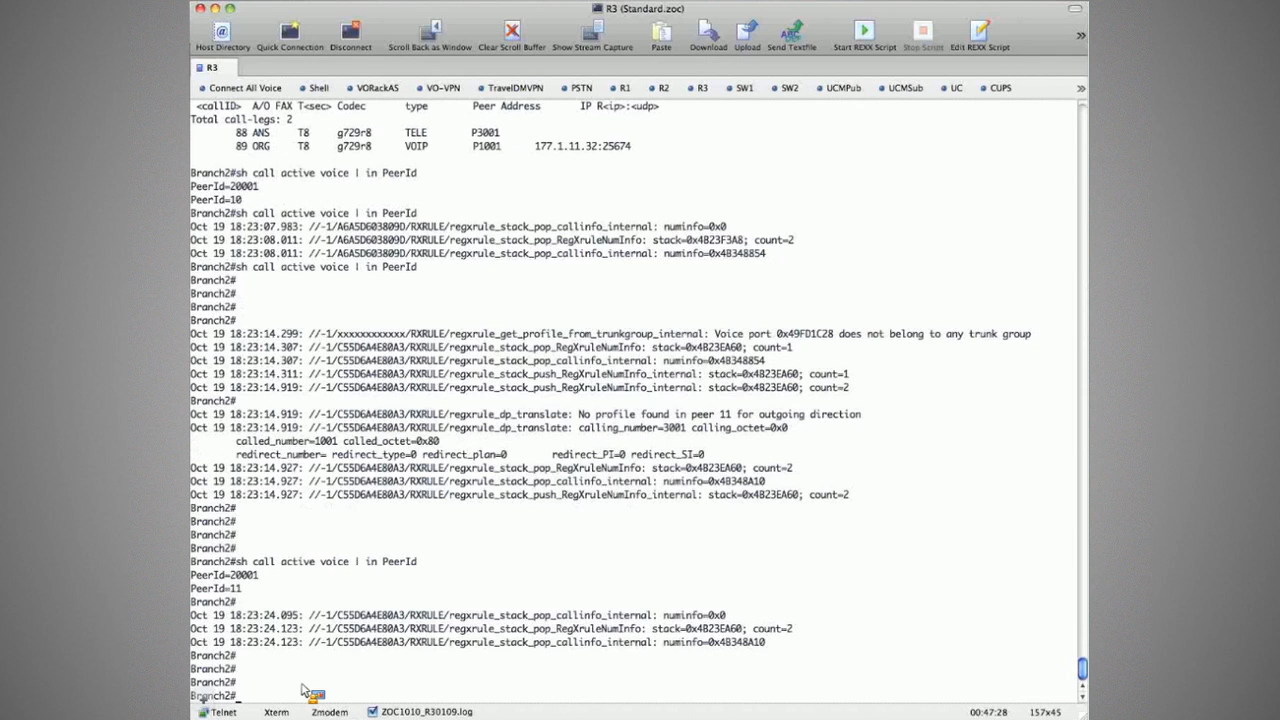 R3 (Standard.zoc)
Host Directory Quick Connection Disconnect Scroll Back as Window Clear Scroll Buffer Show Stream Capture Paste Download Upload Send Textfile Start REXX Script Stop Script Edit REXX Script »
R3
Connect All Voice Shell VORackAS VO-VPN TravelDMVPN PSTN R1 R2 R3 SW1 SW2 UCMPub UCMSub UC CUPS »
<callID> A/O FAX T<sec> Codec type Peer Address IP R<ip>:<udp>
Total call-legs: 2
88 ANS T8 g729r8 TELE P3001
89 ORG T8 g729r8 VOIP P1001 177.1.11.32:25674
Branch2#sh call active voice | in PeerId
PeerId=20001
PeerId=10
Branch2#sh call active voice | in PeerId
Oct 19 18:23:07.983: //-1/A6A5D603809D/RXRULE/regxrule_stack_pop_callinfo_internal: numinfo=0x0
Oct 19 18:23:08.011: //-1/A6A5D603809D/RXRULE/regxrule_stack_pop_RegXruleNumInfo: stack=0x4B23F3A8; count=2
Oct 19 18:23:08.011: //-1/A6A5D603809D/RXRULE/regxrule_stack_pop_callinfo_internal: numinfo=0x4B348854
Branch2#sh call active voice | in PeerId
Branch2#
Branch2#
Branch2#
Branch2#
Oct 19 18:23:14.299: //-1/xxxxxxxxxxxx/RXRULE/regxrule_get_profile_from_trunkgroup_internal: Voice port 0x49FD1C28 does not belong to any trunk group
Oct 19 18:23:14.307: //-1/C55D6A4E80A3/RXRULE/regxrule_stack_pop_RegXruleNumInfo: stack=0x4B23EA60; count=1
Oct 19 18:23:14.307: //-1/C55D6A4E80A3/RXRULE/regxrule_stack_pop_callinfo_internal: numinfo=0x4B348854
Oct 19 18:23:14.311: //-1/C55D6A4E80A3/RXRULE/regxrule_stack_push_RegXruleNumInfo_internal: stack=0x4B23EA60; count=1
Oct 19 18:23:14.919: //-1/C55D6A4E80A3/RXRULE/regxrule_stack_push_RegXruleNumInfo_internal: stack=0x4B23EA60; count=2
Branch2#
Oct 19 18:23:14.919: //-1/C55D6A4E80A3/RXRULE/regxrule_dp_translate: No profile found in peer 11 for outgoing direction
Oct 19 18:23:14.919: //-1/C55D6A4E80A3/RXRULE/regxrule_dp_translate: calling_number=3001 calling_octet=0x0
called_number=1001 called_octet=0x80
redirect_number= redirect_type=0 redirect_plan=0 redirect_PI=0 redirect_SI=0
Oct 19 18:23:14.927: //-1/C55D6A4E80A3/RXRULE/regxrule_stack_pop_RegXruleNumInfo: stack=0x4B23EA60; count=2
Oct 19 18:23:14.927: //-1/C55D6A4E80A3/RXRULE/regxrule_stack_pop_callinfo_internal: numinfo=0x4B348A10
Oct 19 18:23:14.927: //-1/C55D6A4E80A3/RXRULE/regxrule_stack_push_RegXruleNumInfo_internal: stack=0x4B23EA60; count=2
Branch2#
Branch2#
Branch2#
Branch2#
Branch2#sh call active voice | in PeerId
PeerId=20001
PeerId=11
Branch2#
Oct 19 18:23:24.095: //-1/C55D6A4E80A3/RXRULE/regxrule_stack_pop_callinfo_internal: numinfo=0x0
Oct 19 18:23:24.123: //-1/C55D6A4E80A3/RXRULE/regxrule_stack_pop_RegXruleNumInfo: stack=0x4B23EA60; count=2
Oct 19 18:23:24.123: //-1/C55D6A4E80A3/RXRULE/regxrule_stack_pop_callinfo_internal: numinfo=0x4B348A10
Branch2#
Branch2#
Branch2#
Branch2#
Telnet Xterm Zmodem ZOC1010_R30109.log 00:47:28 157x45